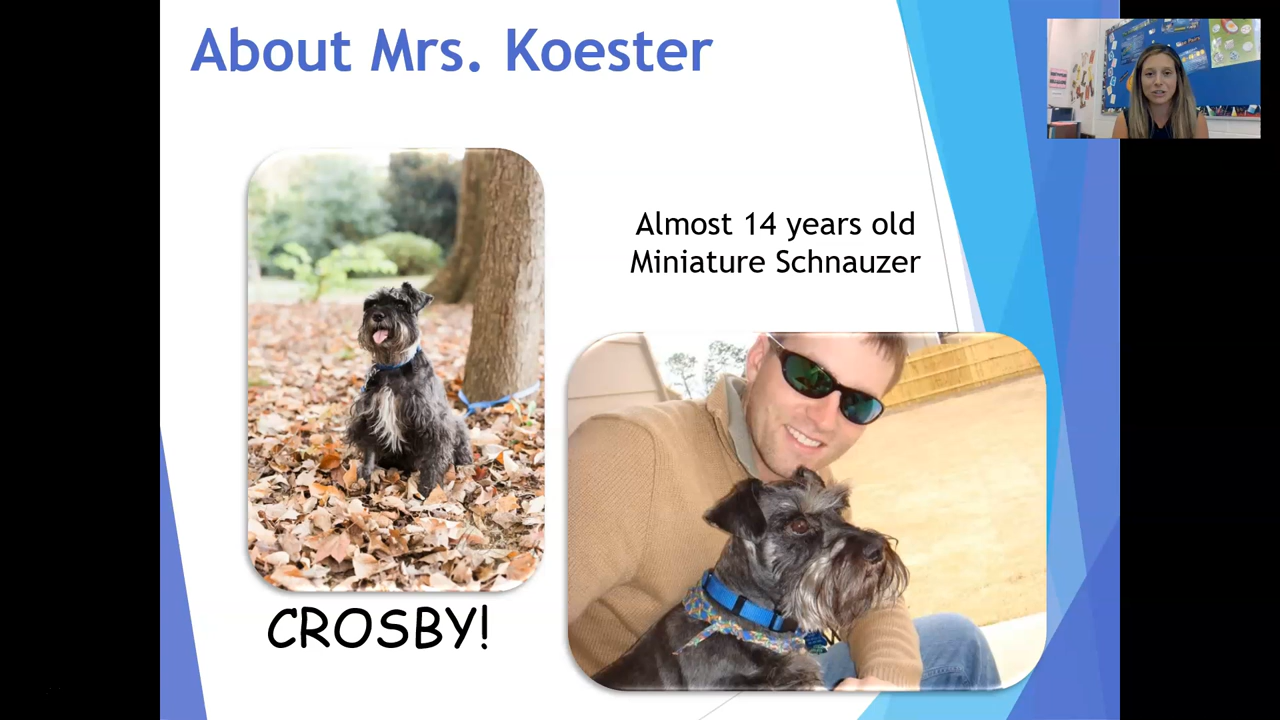 About Mrs. Koester
Almost 14 years old
Miniature Schnauzer
CROSBY!